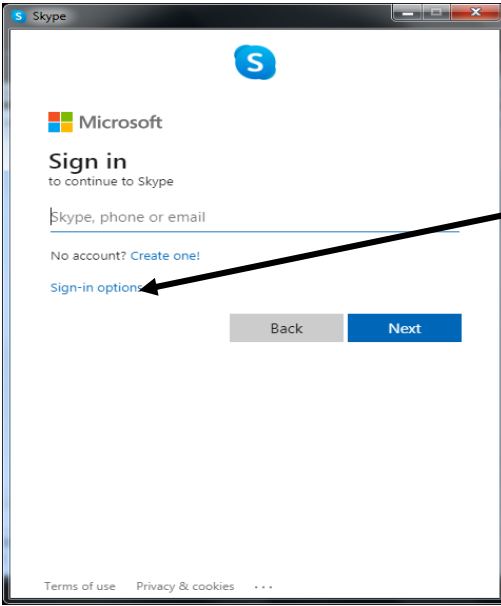 Skype
Microsoft
Sign in
to continue to Skype
Skype, phone or email
No account? Create one!
Sign-in options
Back Next
Terms of use Privacy & cookies ...